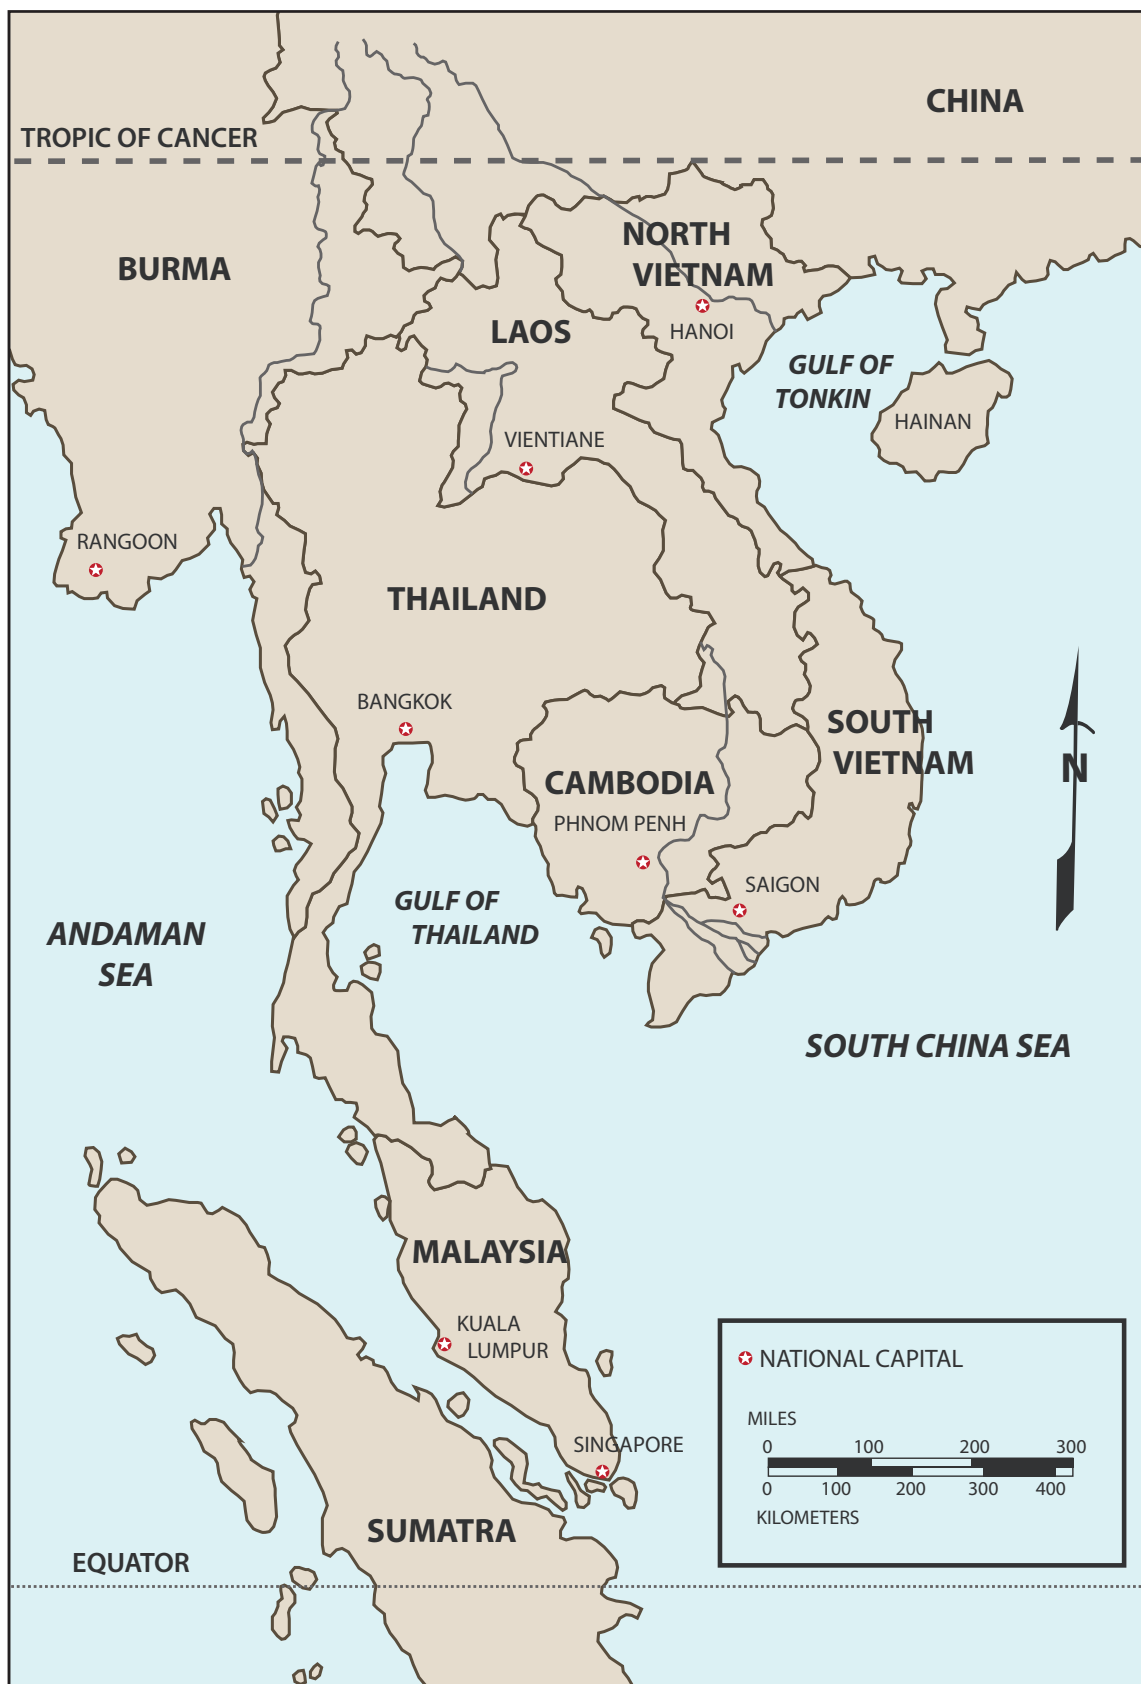 CHINA
TROPIC OF CANCER
NORTH
VIETNAM
BURMA
HANOI
LAOS
GULF OF
TONKIN
HAINAN
VIENTIANE
RANGOON
THAILAND
BANGKOK
SOUTH
VIETNAM
N
CAMBODIA
PHNOM PENH
SAIGON
GULF OF
THAILAND
ANDAMAN
SEA
SOUTH CHINA SEA
MALAYSIA
KUALA
LUMPUR
SINGAPORE
SUMATRA
EQUATOR
NATIONAL CAPITAL
MILES
0 100 200 300
0 100 200 300 400
KILOMETERS